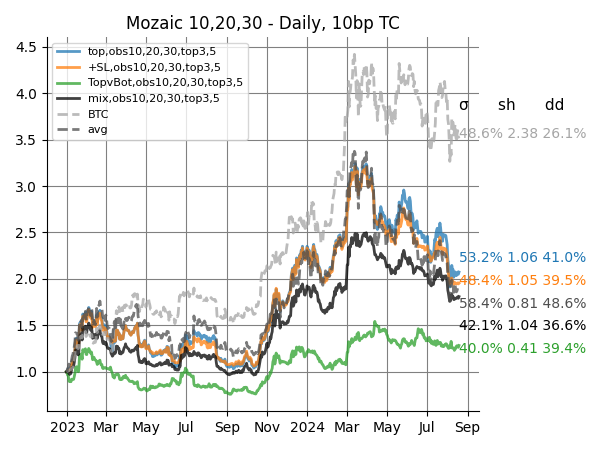 Mozaic 10,20,30 - Daily, 10bp TC
4.5
4.0
3.5
3.0
2.5
2.0
1.5
1.0
top,obs10,20,30,top3,5
+SL,obs10,20,30,top3,5
TopvBot,obs10,20,30,top3,5
mix,obs10,20,30,top3,5
BTC
avg
σ sh dd
48.6% 2.38 26.1%
53.2% 1.06 41.0%
48.4% 1.05 39.5%
58.4% 0.81 48.6%
42.1% 1.04 36.6%
40.0% 0.41 39.4%
2023 Mar May Jul Sep Nov 2024 Mar May Jul Sep